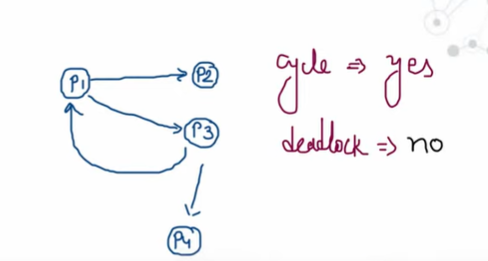 P1
P2
P3
P4
cycle ⇒ yes
deadlock ⇒ no